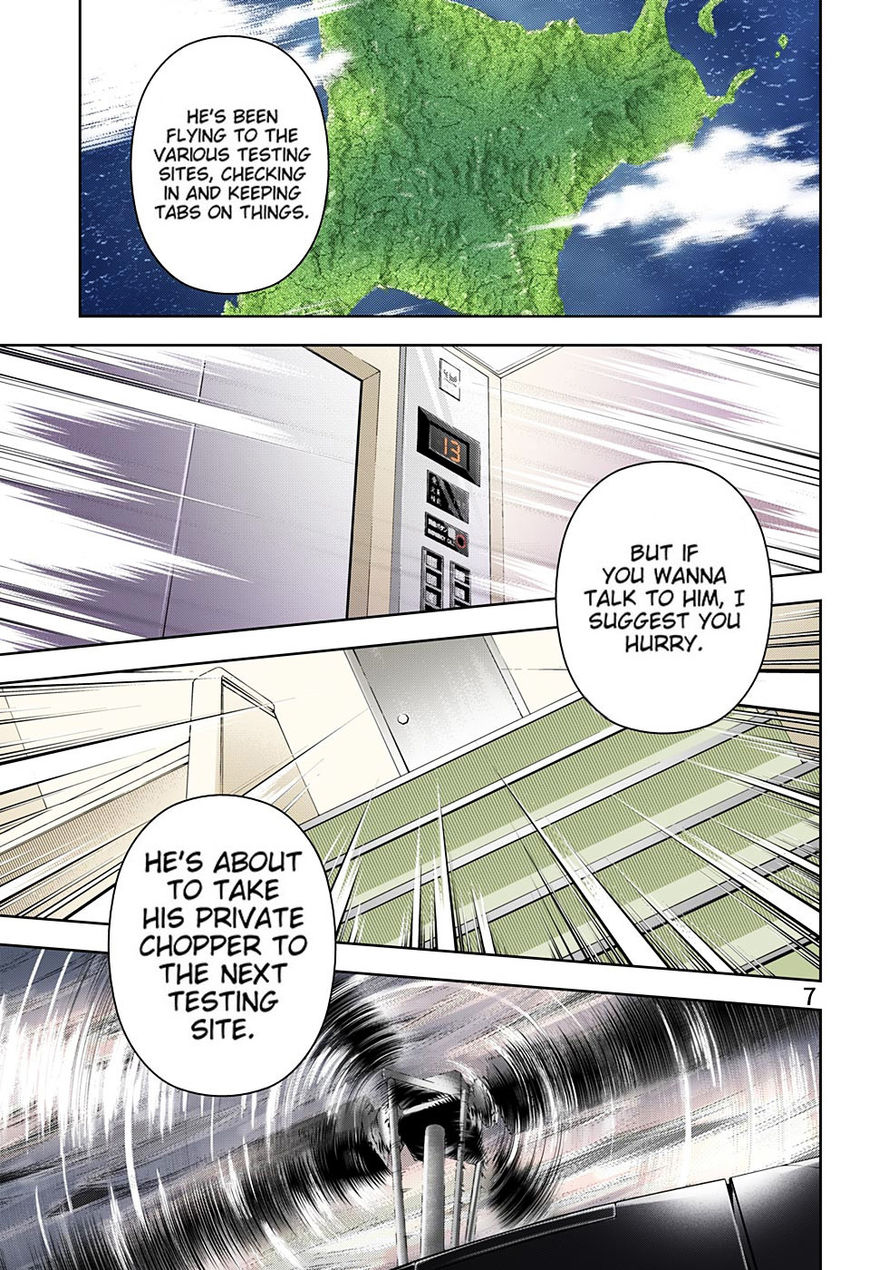 HE'S BEEN
FLYING TO THE
VARIOUS TESTING
SITES, CHECKING
IN AND KEEPING
TABS ON THINGS.
13
BUT IF
YOU WANNA
TALK TO HIM, I
SUGGEST YOU
HURRY.
HE'S ABOUT
TO TAKE
HIS PRIVATE
CHOPPER TO
THE NEXT
TESTING
SITE.
7